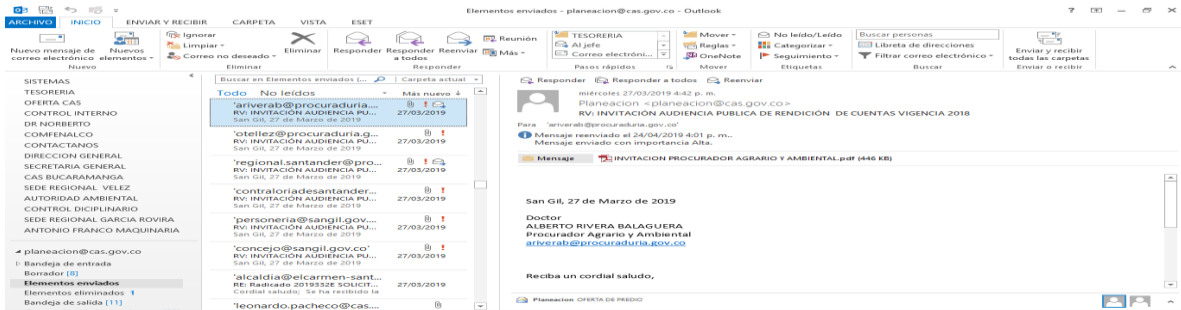 Elementos enviados - planeacion@cas.gov.co - Outlook
ARCHIVO INICIO ENVIAR Y RECIBIR CARPETA VISTA ESET
Nuevo mensaje de correo electrónico
Nuevos elementos
Nuevo
Ignorar
Limpiar
Correo no deseado
Eliminar
Eliminar
Responder
Responder a todos
Reenviar
Reunión
Más
Responder
TESORERIA
Al jefe
Correo electróni...
Pasos rápidos
Mover
Reglas
OneNote
Mover
No leído/Leído
Categorizar
Seguimiento
Etiquetas
Buscar personas
Libreta de direcciones
Filtrar correo electrónico
Buscar
Enviar y recibir todas las carpetas
Enviar o recibir
SISTEMAS
TESORERIA
OFERTA CAS
CONTROL INTERNO
DR NORBERTO
COMFENALCO
CONTACTANOS
DIRECCION GENERAL
SECRETARIA GENERAL
CAS BUCARAMANGA
SEDE REGIONAL VELEZ
AUTORIDAD AMBIENTAL
CONTROL DICIPLINARIO
SEDE REGIONAL GARCIA ROVIRA
ANTONIO FRANCO MAQUINARIA
planeacion@cas.gov.co
Bandeja de entrada
Borrador [8]
Elementos enviados
Elementos eliminados 1
Bandeja de salida [11]
Buscar en Elementos enviados (... Carpeta actual
Todo No leídos Más nuevo
'ariverab@procuraduria....
RV: INVITACIÓN AUDIENCIA PU... 27/03/2019
San Gil, 27 de Marzo de 2019
'otellez@procuraduria.g...
RV: INVITACIÓN AUDIENCIA PU... 27/03/2019
San Gil, 27 de Marzo de 2019
'regional.santander@pro...
RV: INVITACIÓN AUDIENCIA PU... 27/03/2019
San Gil, 27 de Marzo de 2019
'contraloriadesantander...
RV: INVITACIÓN AUDIENCIA PU... 27/03/2019
San Gil, 27 de Marzo de 2019
'personeria@sangil.gov....
RV: INVITACIÓN AUDIENCIA PU... 27/03/2019
San Gil, 27 de Marzo de 2019
'concejo@sangil.gov.co'
RV: INVITACIÓN AUDIENCIA PU... 27/03/2019
San Gil, 27 de Marzo de 2019
'alcaldia@elcarmen-sant...
RE: Radicado 2019332E SOLICIT... 27/03/2019
Cordial saludo; Se ha recibido la
'leonardo.pacheco@cas...
Responder Responder a todos Reenviar
miércoles 27/03/2019 4:42 p. m.
Planeacion <planeacion@cas.gov.co>
RV: INVITACIÓN AUDIENCIA PUBLICA DE RENDICIÓN DE CUENTAS VIGENCIA 2018
Para 'ariverab@procuraduria.gov.co'
Mensaje reenviado el 24/04/2019 4:01 p. m..
Mensaje enviado con importancia Alta.
Mensaje INVITACION PROCURADOR AGRARIO Y AMBIENTAL.pdf (446 KB)
San Gil, 27 de Marzo de 2019
Doctor
ALBERTO RIVERA BALAGUERA
Procurador Agrario y Ambiental
ariverab@procuraduria.gov.co
Reciba un cordial saludo,
Planeacion OFERTA DE PREDIO